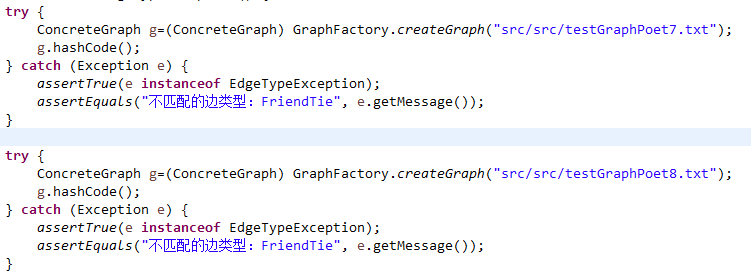 try {
    ConcreteGraph g=(ConcreteGraph) GraphFactory.createGraph("src/src/testGraphPoet7.txt");
    g.hashCode();
} catch (Exception e) {
    assertTrue(e instanceof EdgeTypeException);
    assertEquals("不匹配的边类型：FriendTie", e.getMessage());
}
try {
    ConcreteGraph g=(ConcreteGraph) GraphFactory.createGraph("src/src/testGraphPoet8.txt");
    g.hashCode();
} catch (Exception e) {
    assertTrue(e instanceof EdgeTypeException);
    assertEquals("不匹配的边类型：FriendTie", e.getMessage());
}